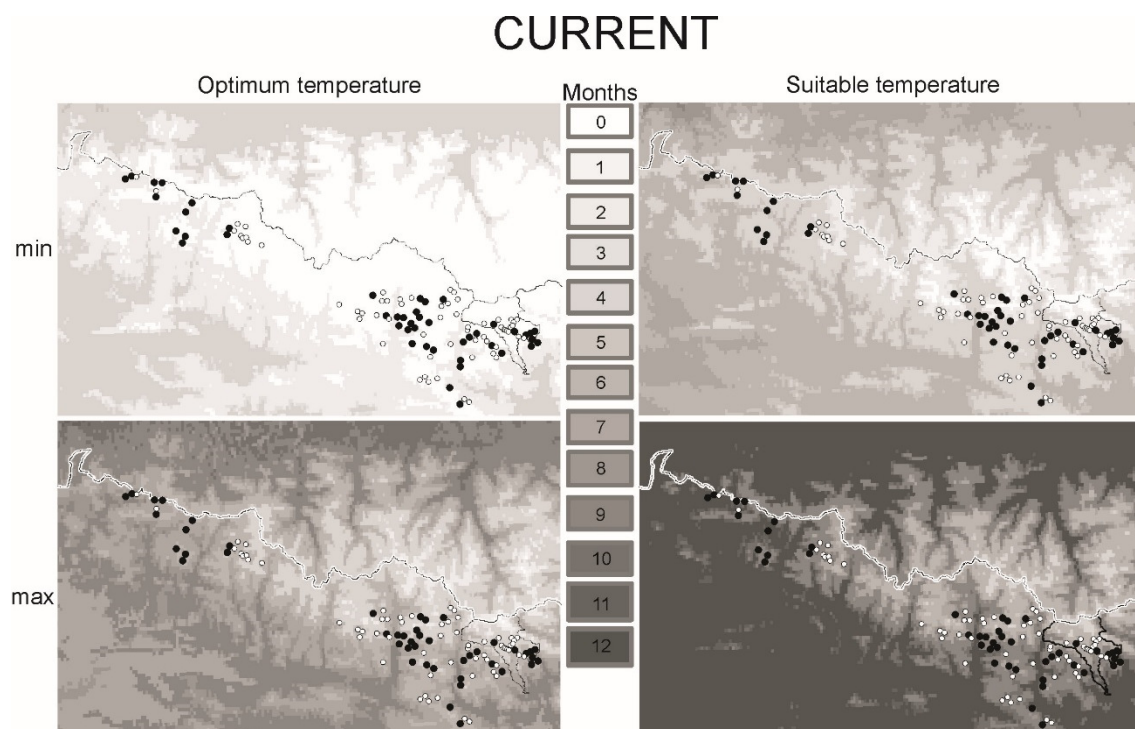 CURRENT
Optimum temperature
Months
Suitable temperature
0
1
2
min
3
4
5
6
7
8
9
10
max
11
12